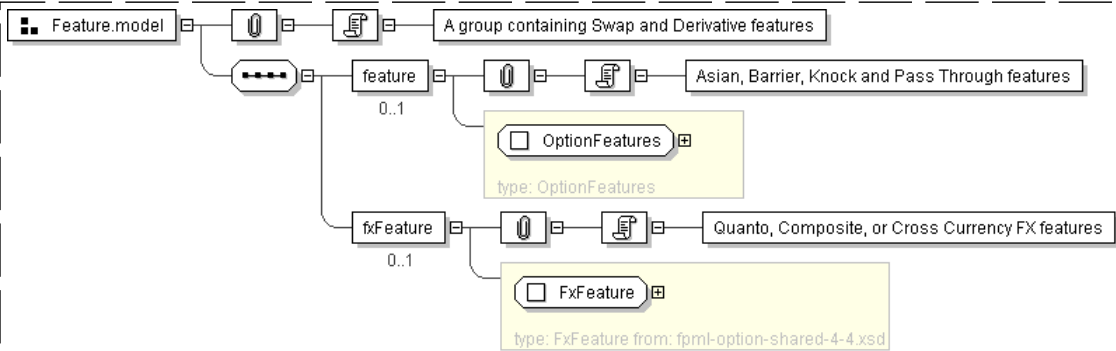 Feature.model
A group containing Swap and Derivative features
feature
Asian, Barrier, Knock and Pass Through features
0..1
OptionFeatures
type: OptionFeatures
fxFeature
Quanto, Composite, or Cross Currency FX features
0..1
FxFeature
type: FxFeature from: fpml-option-shared-4-4.xsd